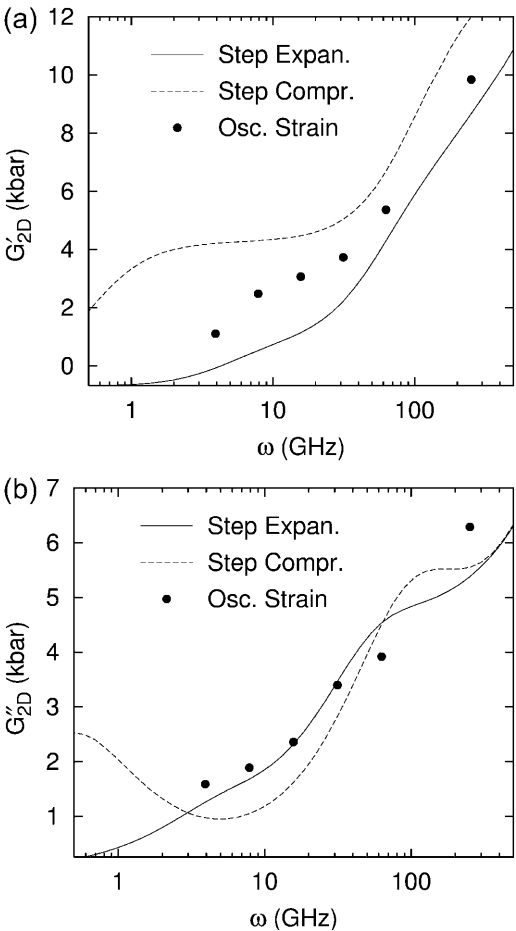 (a)
12
10
8
6
4
2
0
G′2D (kbar)
Step Expan.
Step Compr.
Osc. Strain
1 10 100
ω (GHz)
(b)
7
6
5
4
3
2
1
G″2D (kbar)
Step Expan.
Step Compr.
Osc. Strain
1 10 100
ω (GHz)